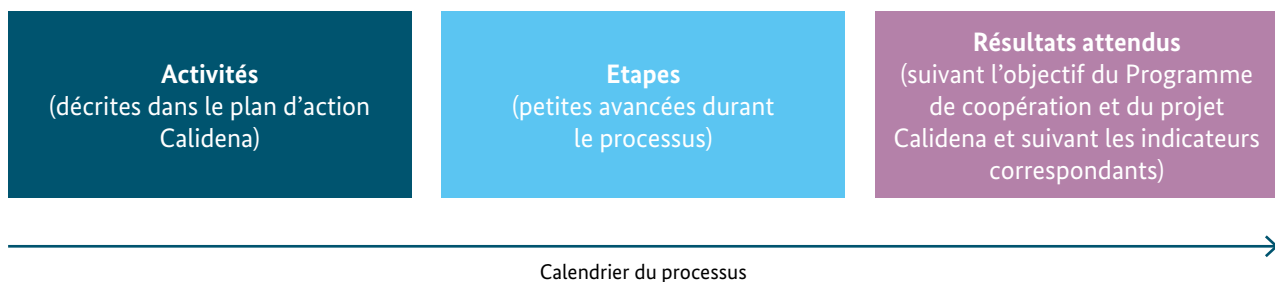 Activités
(décrites dans le plan d’action
Calidena)
Etapes
(petites avancées durant
le processus)
Résultats attendus
(suivant l’objectif du Programme
de coopération et du projet
Calidena et suivant les indicateurs
correspondants)
Calendrier du processus